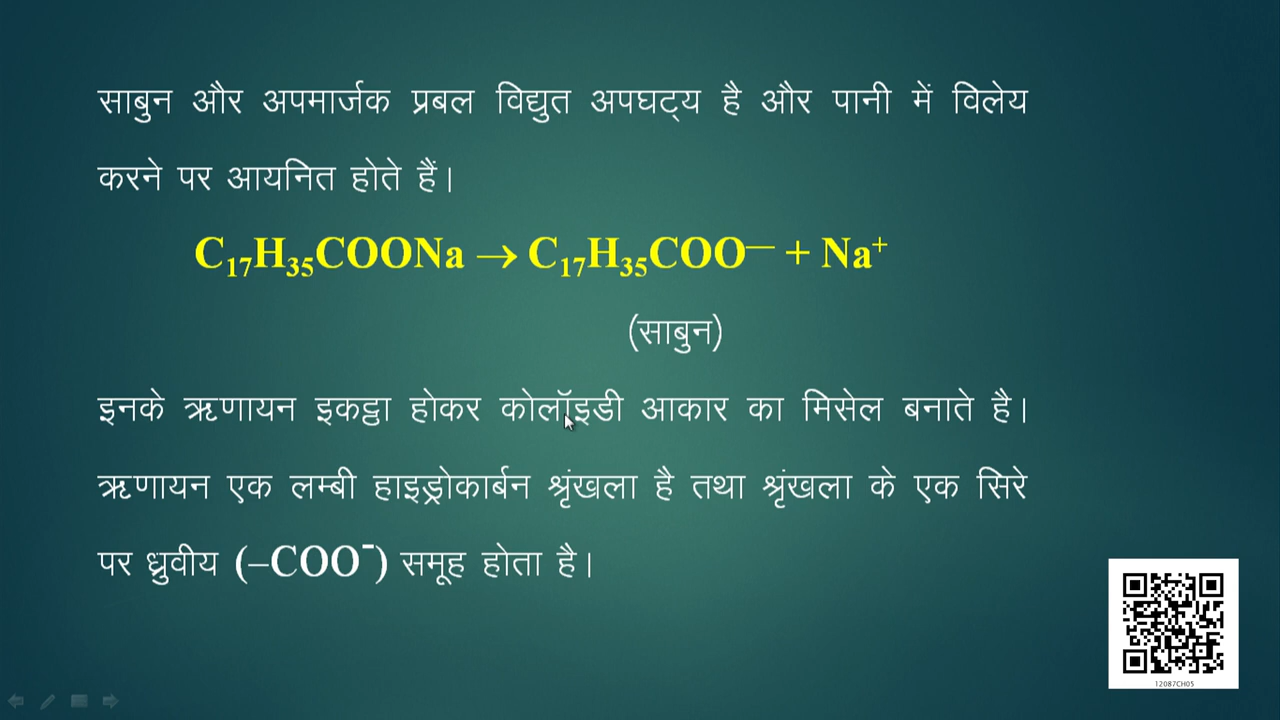 साबुन और अपमार्जक प्रबल विद्युत अपघट्य है और पानी में विलेय
करने पर आयनित होते हैं।
C₁₇H₃₅COONa → C₁₇H₃₅COO⁻ + Na⁺
(साबुन)
इनके ऋणायन इकट्ठा होकर कोलॉइडी आकार का मिसेल बनाते है।
ऋणायन एक लम्बी हाइड्रोकार्बन श्रृंखला है तथा श्रृंखला के एक सिरे
पर ध्रुवीय (–COO⁻) समूह होता है।
12087CH05